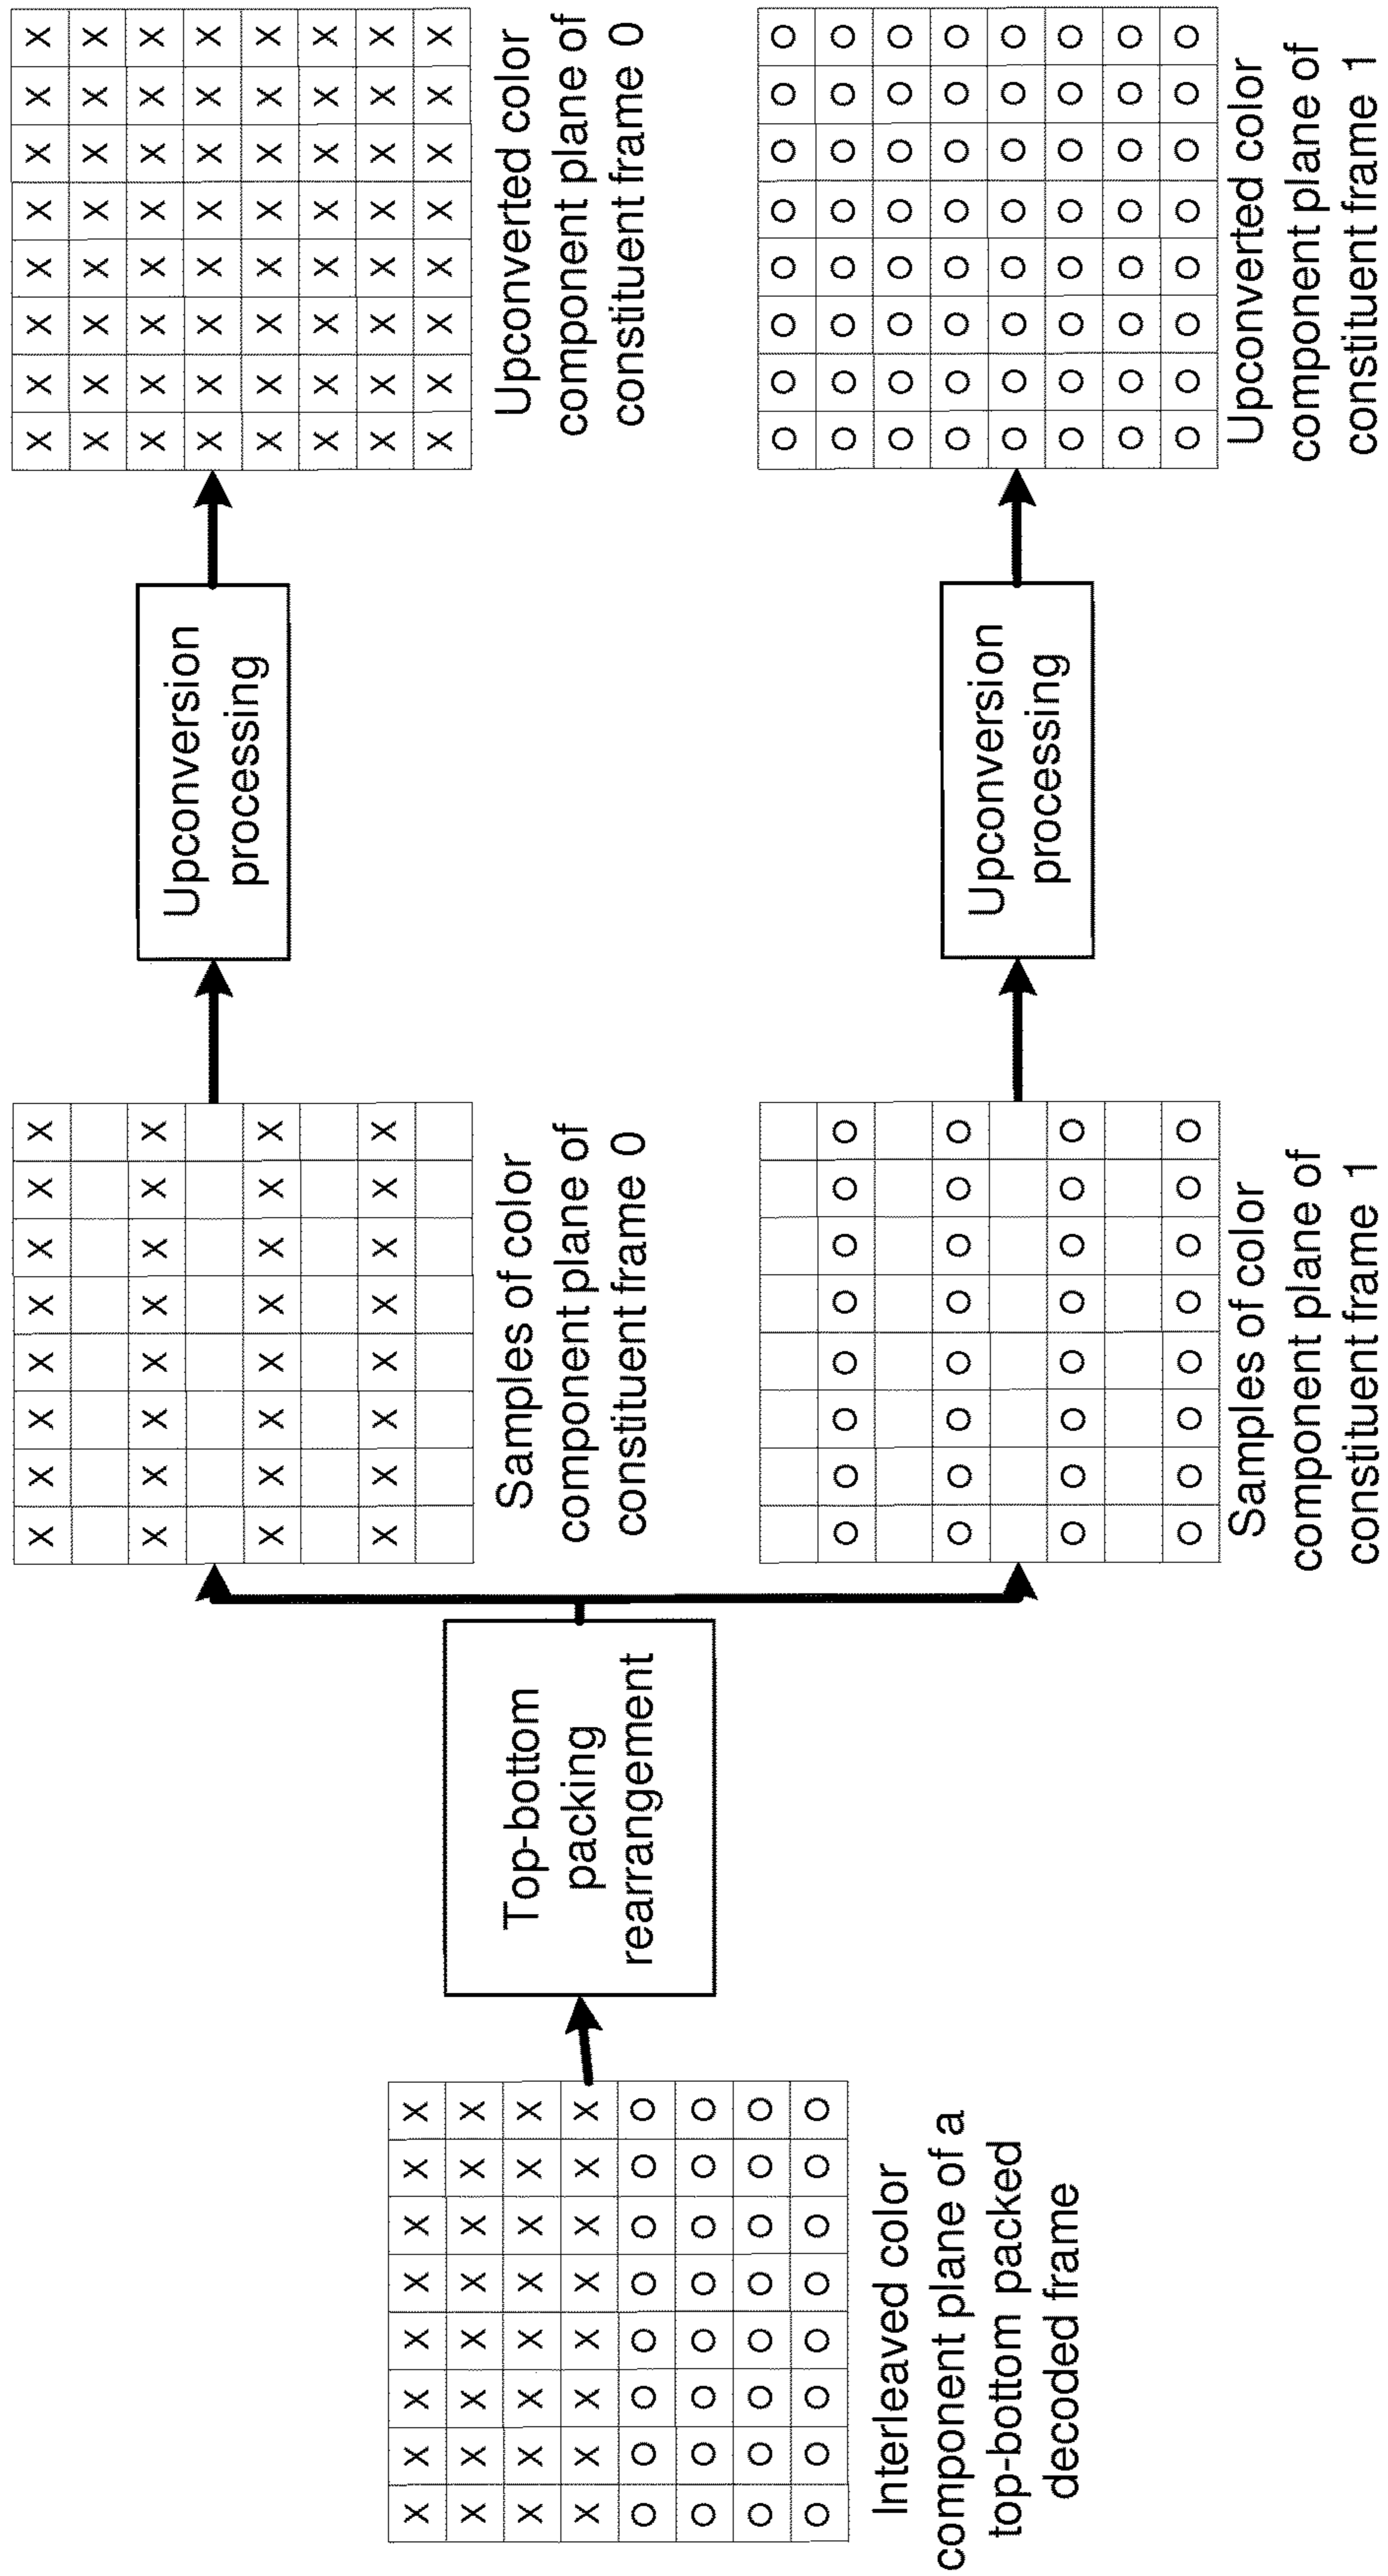 Interleaved color
component plane of a
top-bottom packed
decoded frame
Top-bottom
packing
rearrangement
Samples of color
component plane of
constituent frame 0
Upconversion
processing
Upconverted color
component plane of
constituent frame 0
Samples of color
component plane of
constituent frame 1
Upconversion
processing
Upconverted color
component plane of
constituent frame 1